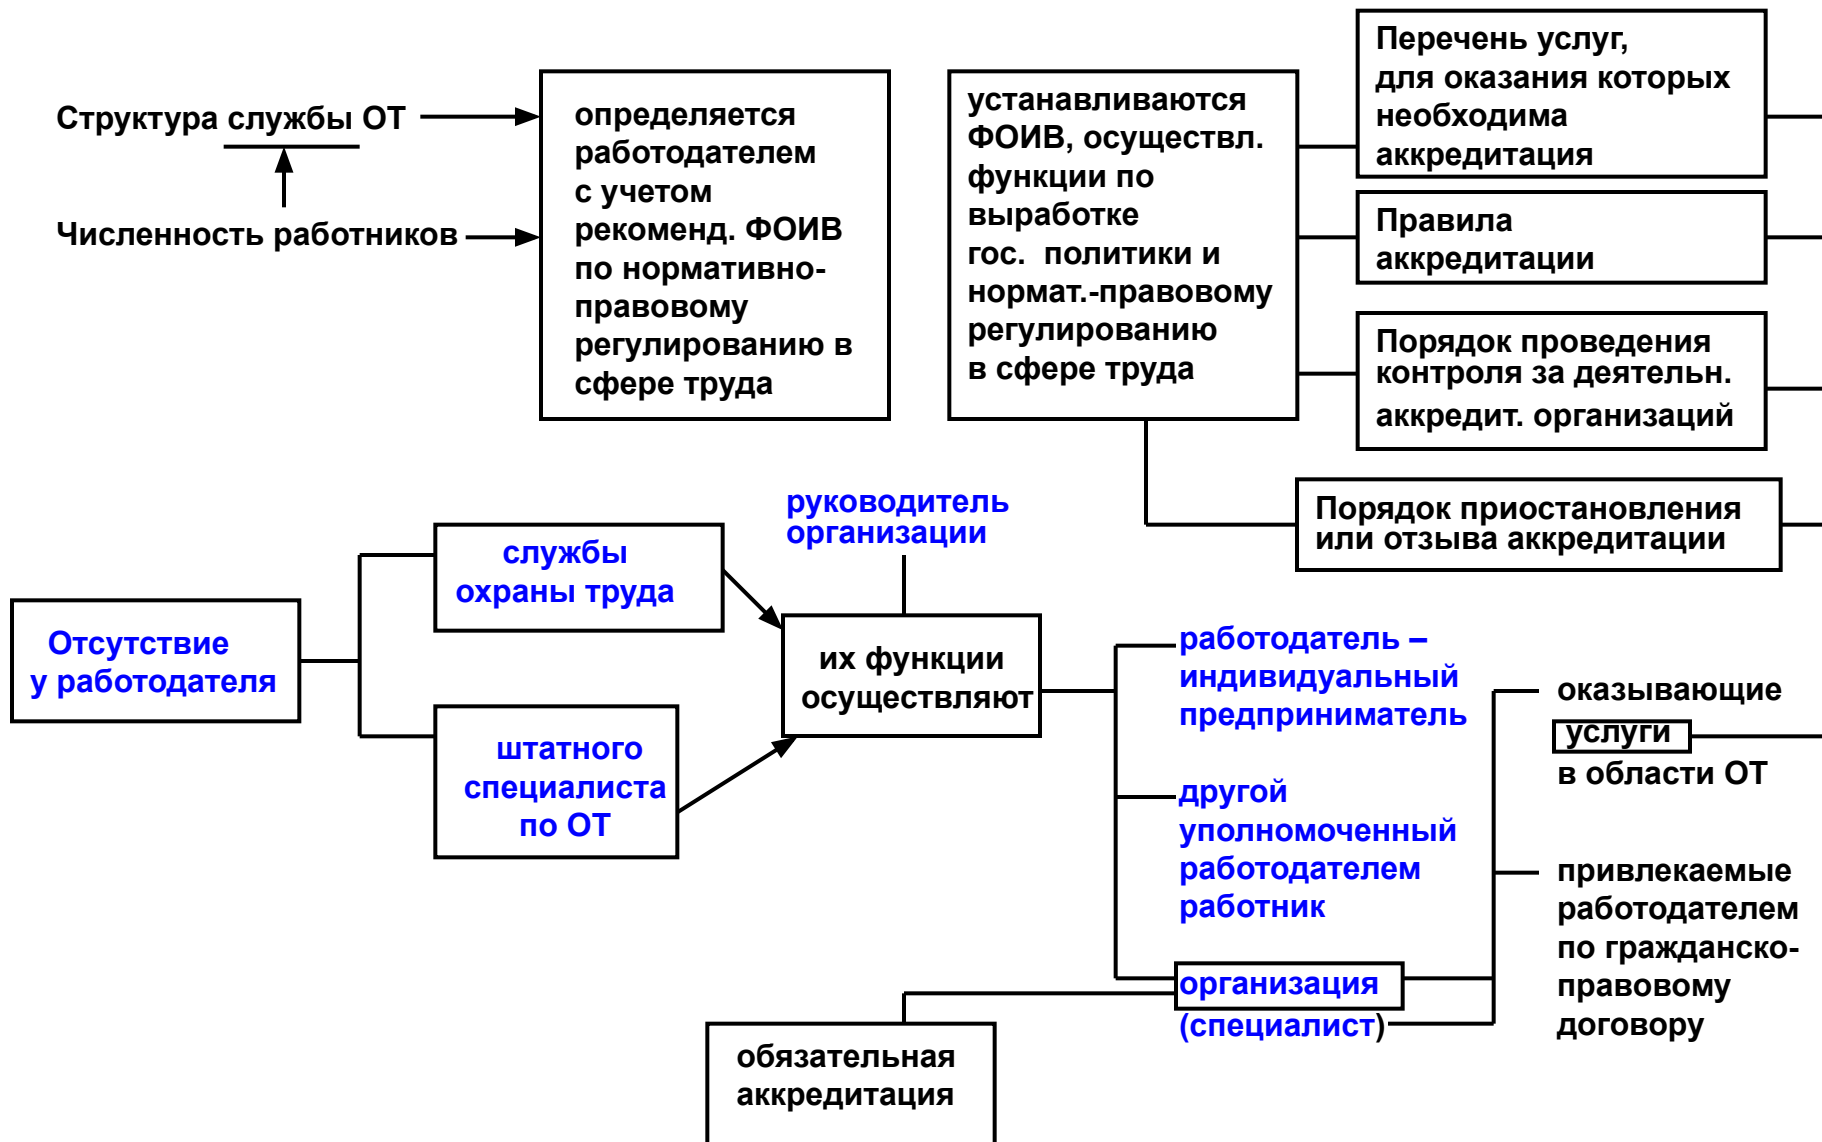 Структура службы ОТ
Численность работников
определяется
работодателем
с учетом
рекоменд. ФОИВ
по нормативно-
правовому
регулированию в
сфере труда
устанавливаются
ФОИВ, осуществл.
функции по
выработке
гос. политики и
нормат.-правовому
регулированию
в сфере труда
Перечень услуг,
для оказания которых
необходима
аккредитация
Правила
аккредитации
Порядок проведения
контроля за деятельн.
аккредит. организаций
Порядок приостановления
или отзыва аккредитации
Отсутствие
у работодателя
службы
охраны труда
штатного
специалиста
по ОТ
руководитель
организации
их функции
осуществляют
работодатель –
индивидуальный
предприниматель
другой
уполномоченный
работодателем
работник
организация
(специалист)
обязательная
аккредитация
оказывающие
услуги
в области ОТ
привлекаемые
работодателем
по гражданско-
правовому
договору